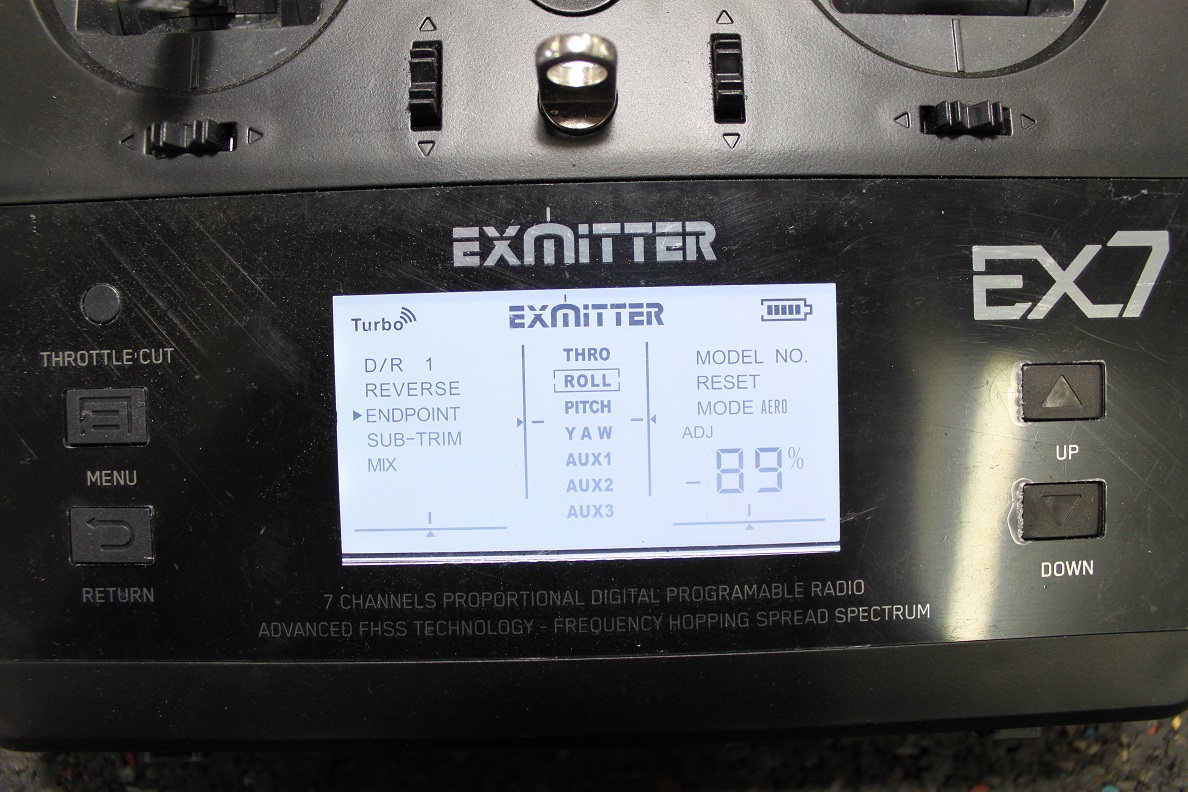 EXMITTER
EX7
Turbo
EXMITTER
D/R 1
REVERSE
ENDPOINT
SUB-TRIM
MIX
THRO
ROLL
PITCH
YAW
AUX1
AUX2
AUX3
MODEL NO.
RESET
MODE AERO
ADJ
-89%
THROTTLE CUT
MENU
RETURN
UP
DOWN
7 CHANNELS PROPORTIONAL DIGITAL PROGRAMABLE RADIO
ADVANCED FHSS TECHNOLOGY - FREQUENCY HOPPING SPREAD SPECTRUM